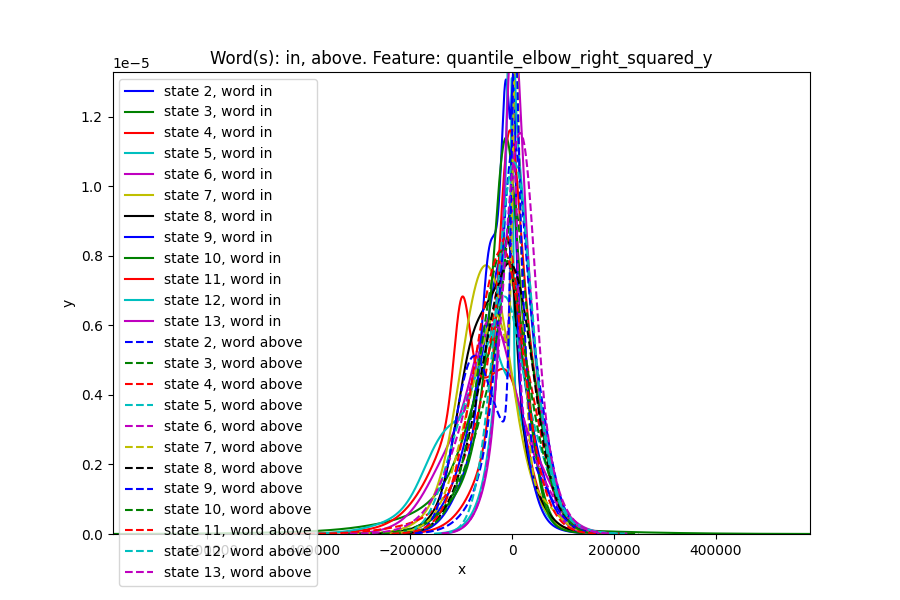 Word(s): in, above. Feature: quantile_elbow_right_squared_y
1e−5
1.2
1.0
0.8
0.6
0.4
0.2
0.0
y
state 2, word in
state 3, word in
state 4, word in
state 5, word in
state 6, word in
state 7, word in
state 8, word in
state 9, word in
state 10, word in
state 11, word in
state 12, word in
state 13, word in
state 2, word above
state 3, word above
state 4, word above
state 5, word above
state 6, word above
state 7, word above
state 8, word above
state 9, word above
state 10, word above
state 11, word above
state 12, word above
state 13, word above
−200000 0 200000 400000
x